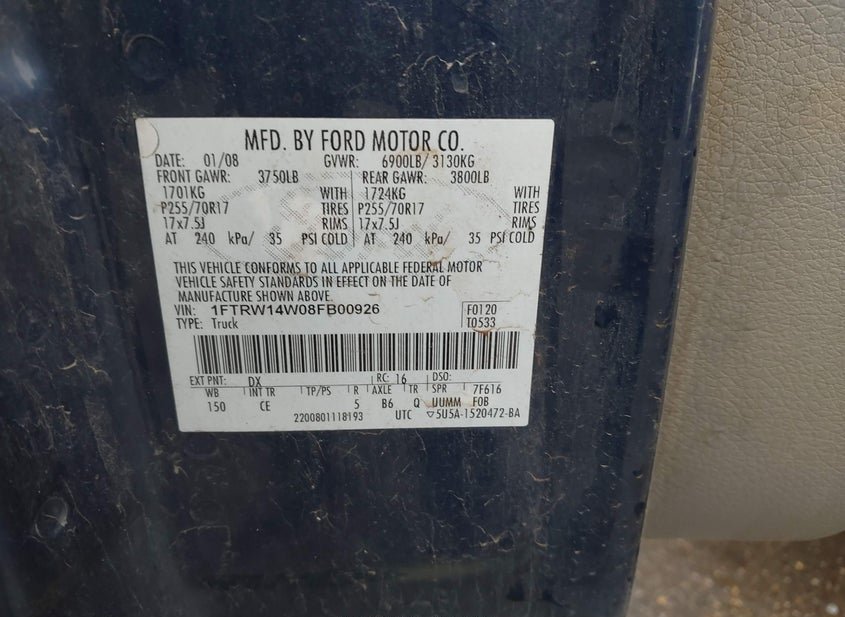 MFD. BY FORD MOTOR CO.
DATE: 01/08 GVWR: 6900LB/ 3130KG
FRONT GAWR: 3750LB REAR GAWR: 3800LB
1701KG WITH 1724KG WITH
P255/70R17 TIRES P255/70R17 TIRES
17x7.5J RIMS 17x7.5J RIMS
AT 240 kPa/ 35 PSI COLD AT 240 kPa/ 35 PSI COLD
THIS VEHICLE CONFORMS TO ALL APPLICABLE FEDERAL MOTOR
VEHICLE SAFETY STANDARDS IN EFFECT ON THE DATE OF
MANUFACTURE SHOWN ABOVE.
VIN: 1FTRW14W08FB00926 F0120
TYPE: Truck T0533
EXT PNT: DX RC: 16 DSO:
WB INT TR TP/PS R AXLE TR SPR 7F616
150 CE 5 B6 Q UUMM FOB
2200801118193 UTC ▽5U5A-1520472-BA